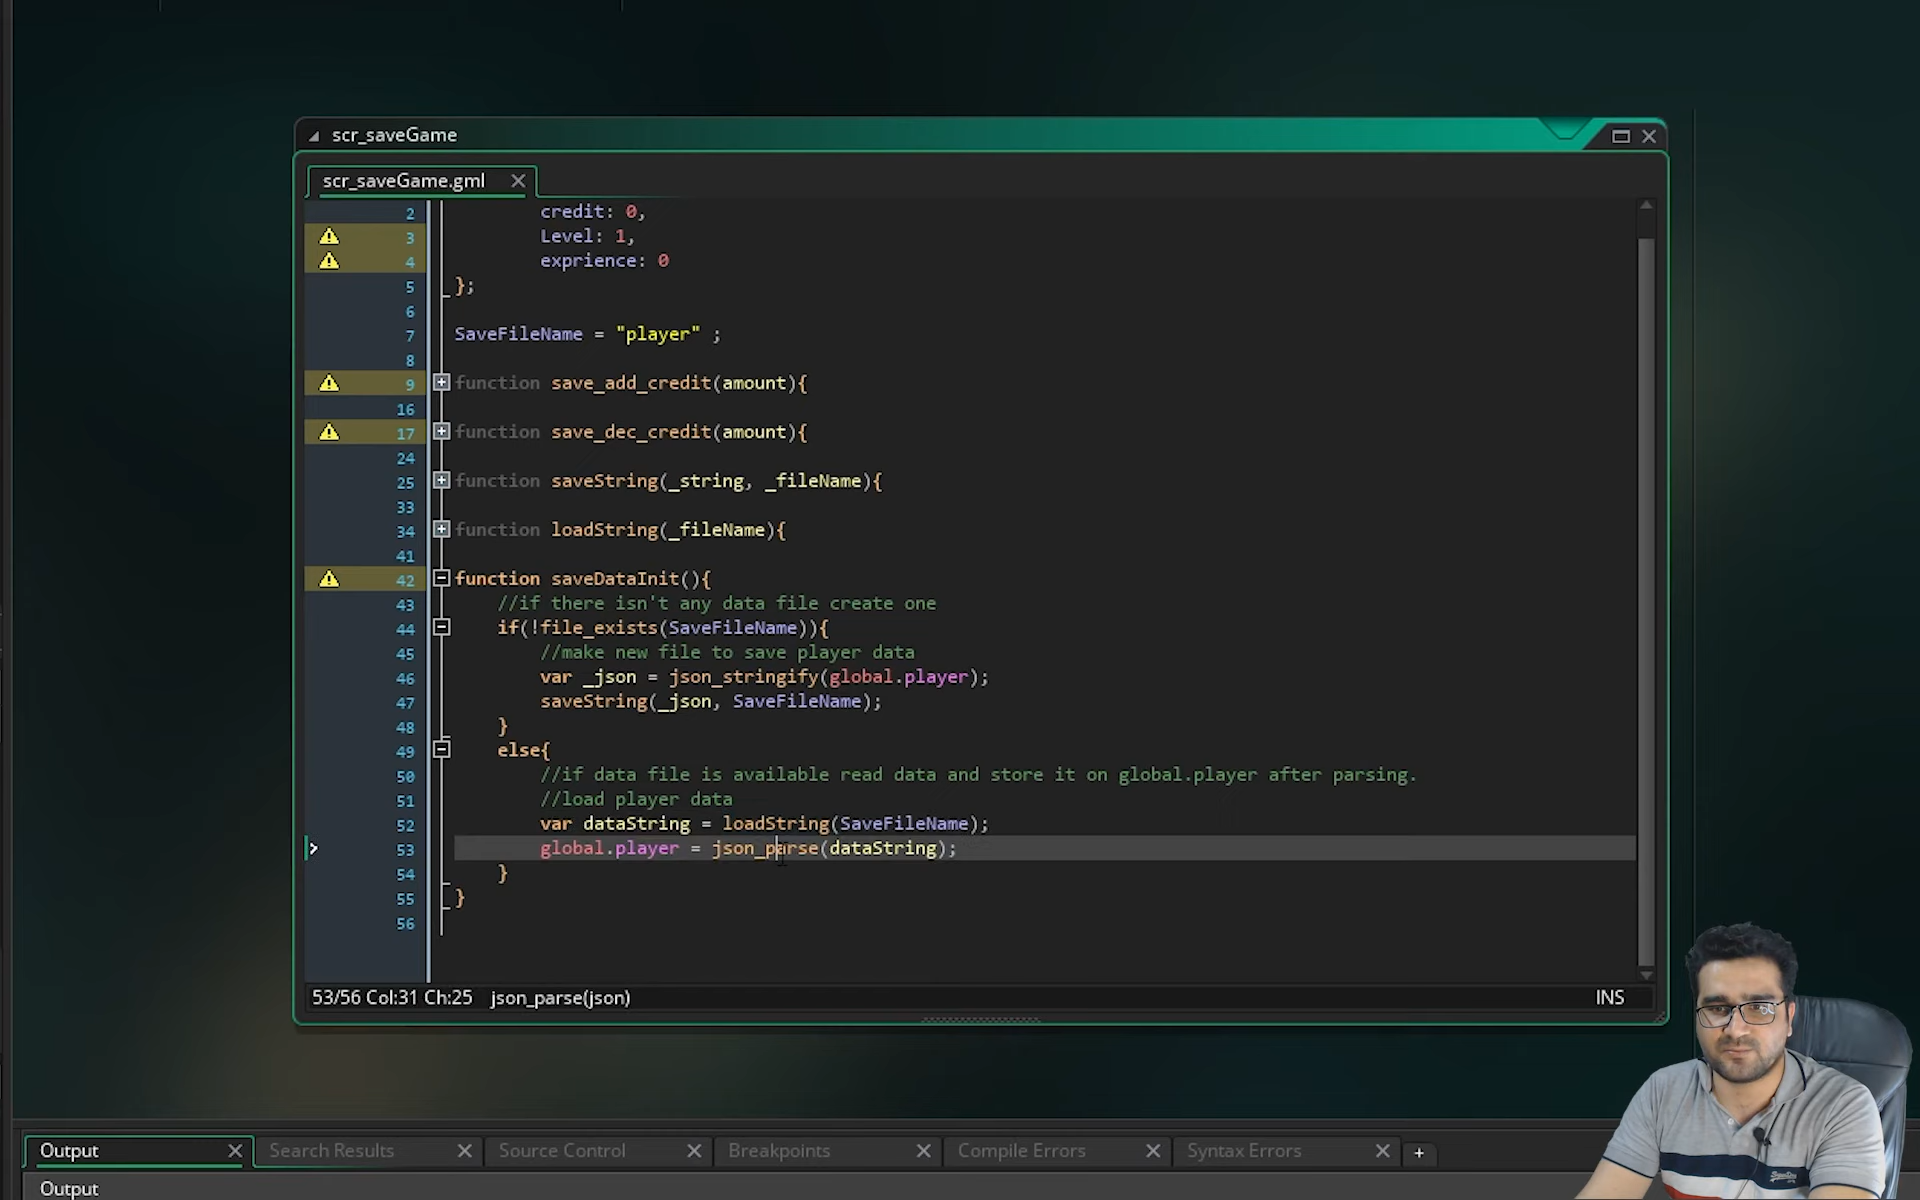 scr_saveGame
scr_saveGame.gml
2 credit: 0,
3 Level: 1,
4 exprience: 0
5 };
6
7 SaveFileName = "player" ;
8
9 function save_add_credit(amount){
16
17 function save_dec_credit(amount){
24
25 function saveString(_string, _fileName){
33
34 function loadString(_fileName){
41
42 function saveDataInit(){
43 //if there isn't any data file create one
44 if(!file_exists(SaveFileName)){
45 //make new file to save player data
46 var _json = json_stringify(global.player);
47 saveString(_json, SaveFileName);
48 }
49 else{
50 //if data file is available read data and store it on global.player after parsing.
51 //load player data
52 var dataString = loadString(SaveFileName);
53 global.player = json_parse(dataString);
54 }
55 }
56
53/56 Col:31 Ch:25 json_parse(json) INS
Output Search Results Source Control Breakpoints Compile Errors Syntax Errors +
Output